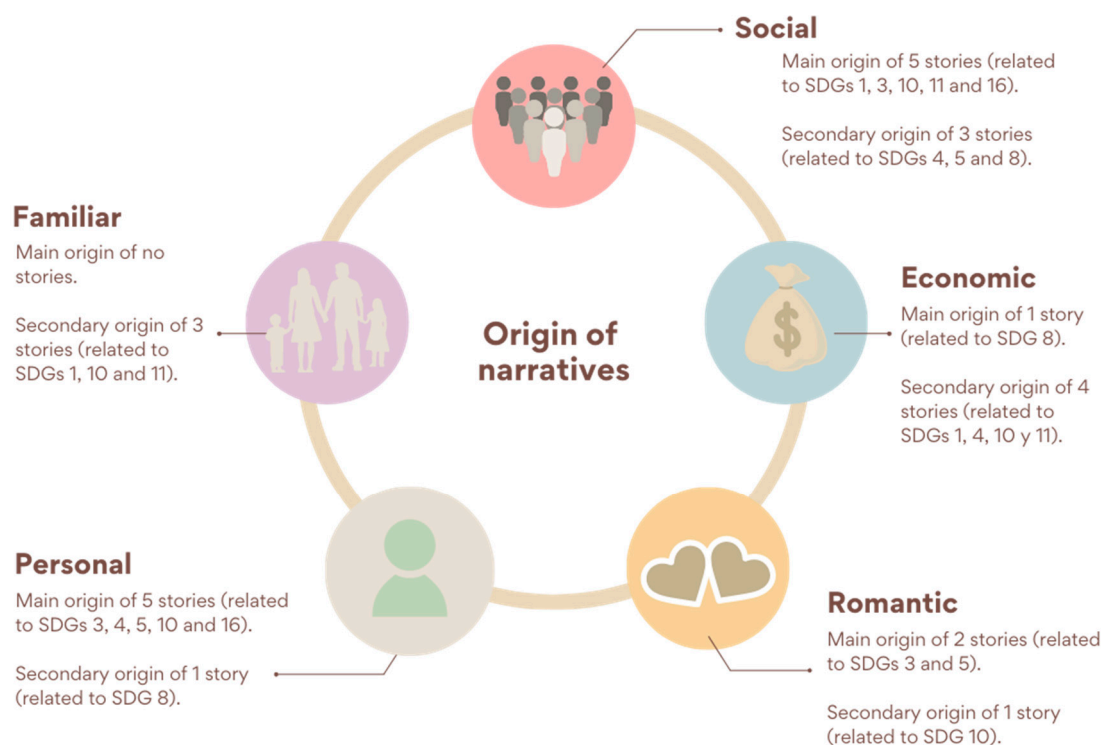 Social
Main origin of 5 stories (related
to SDGs 1, 3, 10, 11 and 16).
Secondary origin of 3 stories
(related to SDGs 4, 5 and 8).
Familiar
Main origin of no
stories.
Secondary origin of 3
stories (related to
SDGs 1, 10 and 11).
Origin of
narratives
$
Economic
Main origin of 1 story
(related to SDG 8).
Secondary origin of 4
stories (related to
SDGs 1, 4, 10 y 11).
Personal
Main origin of 5 stories (related
to SDGs 3, 4, 5, 10 and 16).
Secondary origin of 1 story
(related to SDG 8).
Romantic
Main origin of 2 stories (related
to SDGs 3 and 5).
Secondary origin of 1 story
(related to SDG 10).